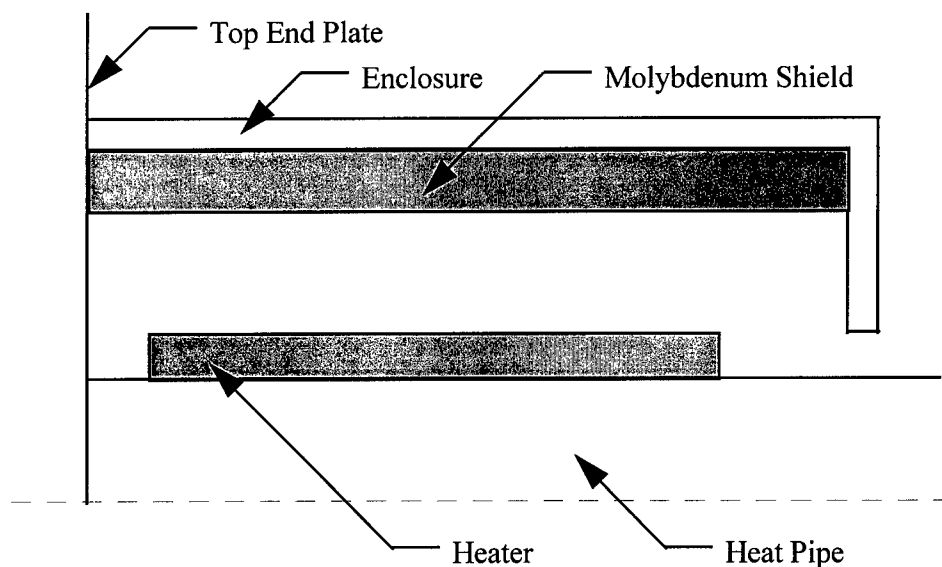 Top End Plate
Enclosure
Molybdenum Shield
Heater
Heat Pipe